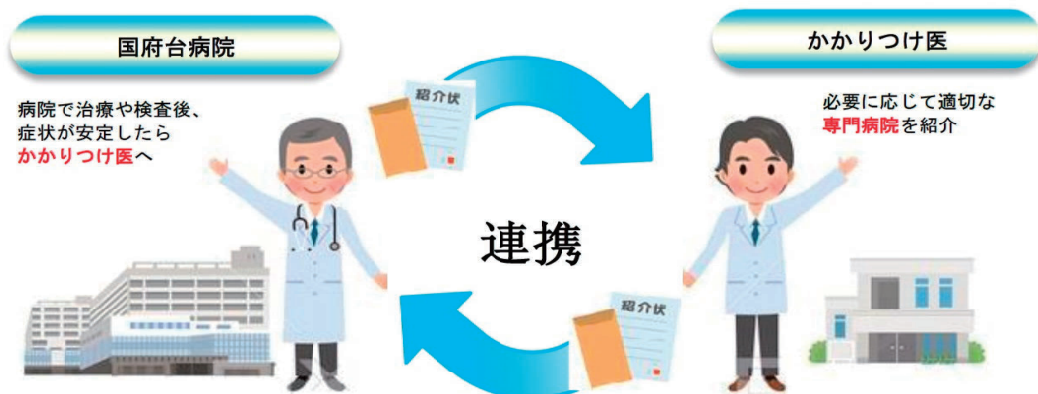 国府台病院
病院で治療や検査後、
症状が安定したら
かかりつけ医へ
紹介状
かかりつけ医
必要に応じて適切な
専門病院を紹介
連携
紹介状